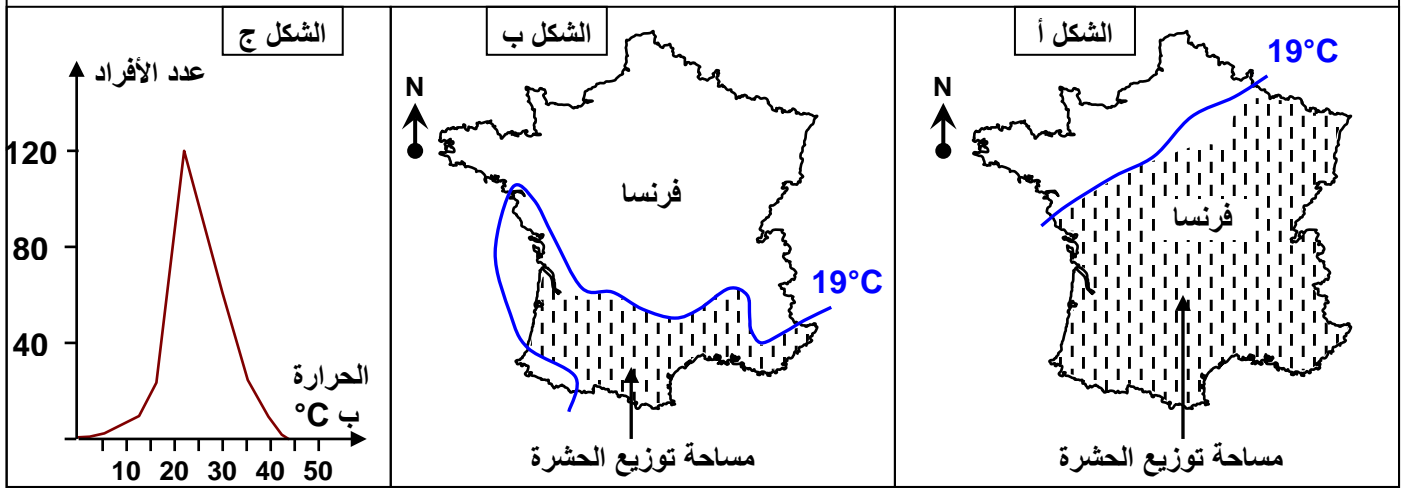 الشكل أ
19°C
N
فرنسا
مساحة توزيع الحشرة
الشكل ب
N
فرنسا
19°C
مساحة توزيع الحشرة
الشكل ج
عدد الأفراد
120
80
40
الحرارة
ب °C
10 20 30 40 50